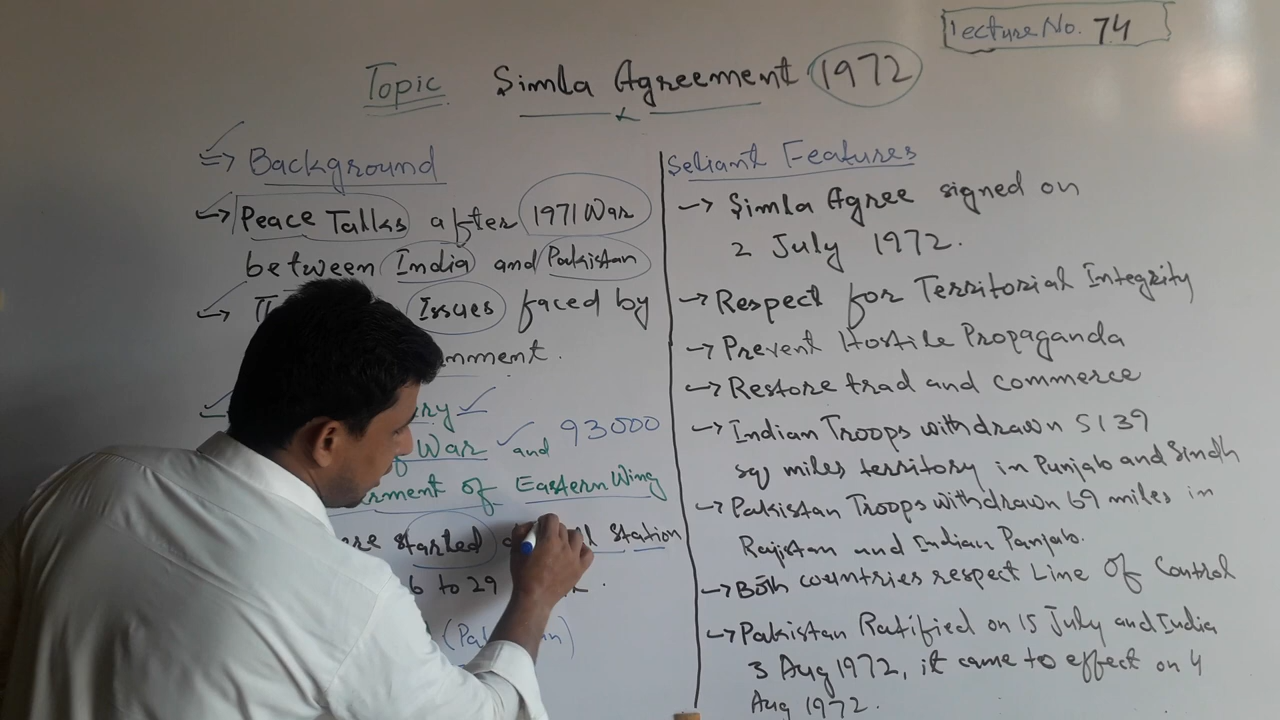 Lecture No. 74
Topic Simla Agreement 1972
Background
Peace Talks after 1971 War
between India and Pakistan
Issues faced by
nment.
ry
War and 93000
rment of Eastern Wing
re started Station
6 to 29
(Pak n)
Seliant Features
Simla Agree signed on
2 July 1972.
Respect for Territorial Integrity
Prevent Hostile Propaganda
Restore trad and commerce
Indian Troops withdrawn 5139
sq miles territory in Punjab and Sindh
Pakistan Troops withdrawn 69 miles in
Rajistan and Indian Panjab.
Both countries respect Line Of Control
Pakistan Ratified on 15 July and India
3 Aug 1972, it came to effect on 4
Aug 1972.